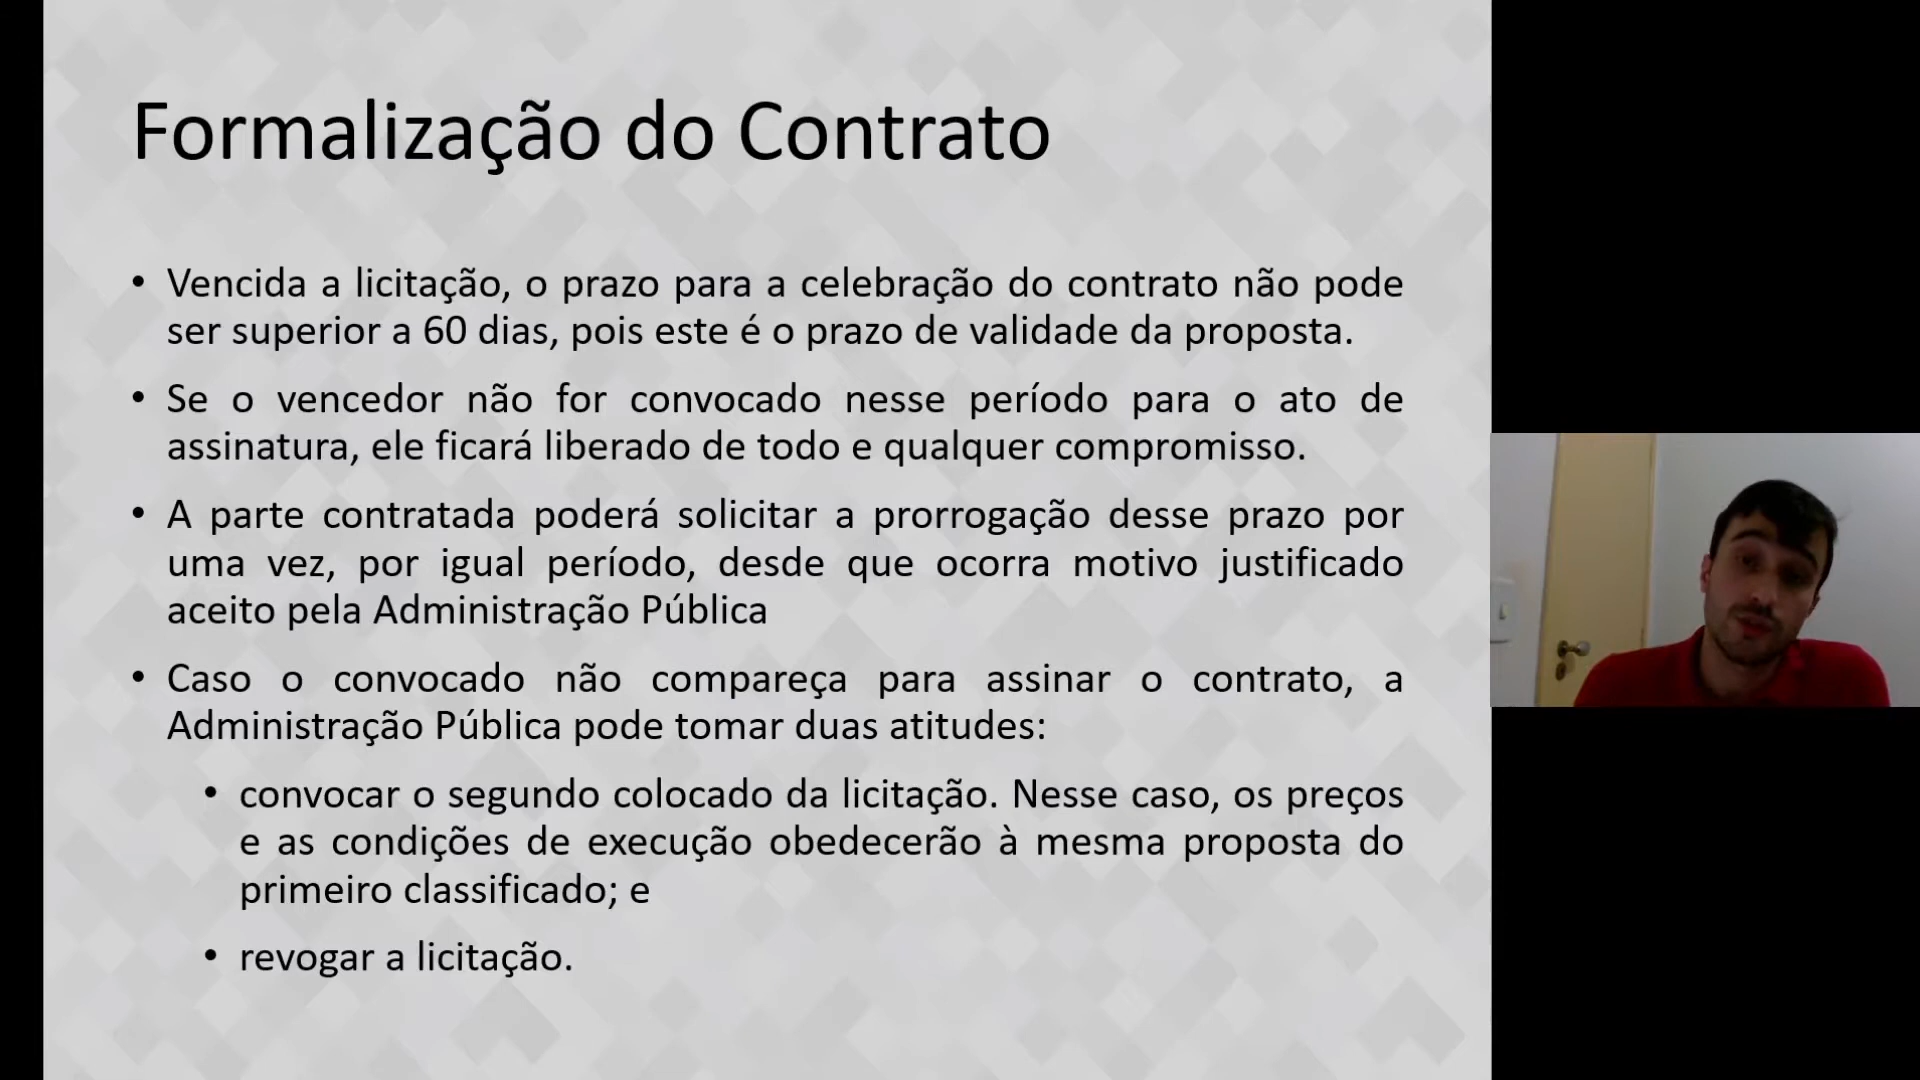 Formalização do Contrato
• Vencida a licitação, o prazo para a celebração do contrato não pode
ser superior a 60 dias, pois este é o prazo de validade da proposta.
• Se o vencedor não for convocado nesse período para o ato de
assinatura, ele ficará liberado de todo e qualquer compromisso.
• A parte contratada poderá solicitar a prorrogação desse prazo por
uma vez, por igual período, desde que ocorra motivo justificado
aceito pela Administração Pública
• Caso o convocado não compareça para assinar o contrato, a
Administração Pública pode tomar duas atitudes:
• convocar o segundo colocado da licitação. Nesse caso, os preços
e as condições de execução obedecerão à mesma proposta do
primeiro classificado; e
• revogar a licitação.